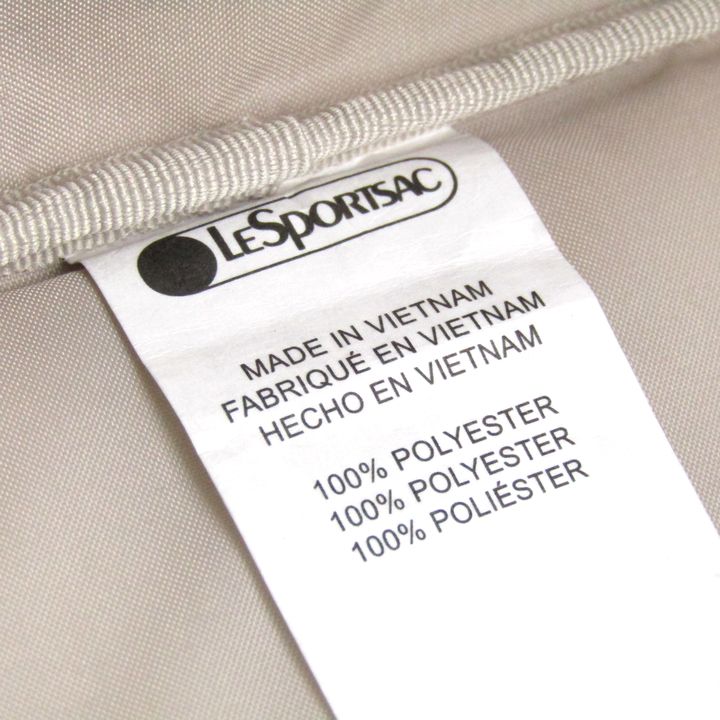 LeSportsac
MADE IN VIETNAM
FABRIQUÉ EN VIETNAM
HECHO EN VIETNAM
100% POLYESTER
100% POLYESTER
100% POLIÉSTER